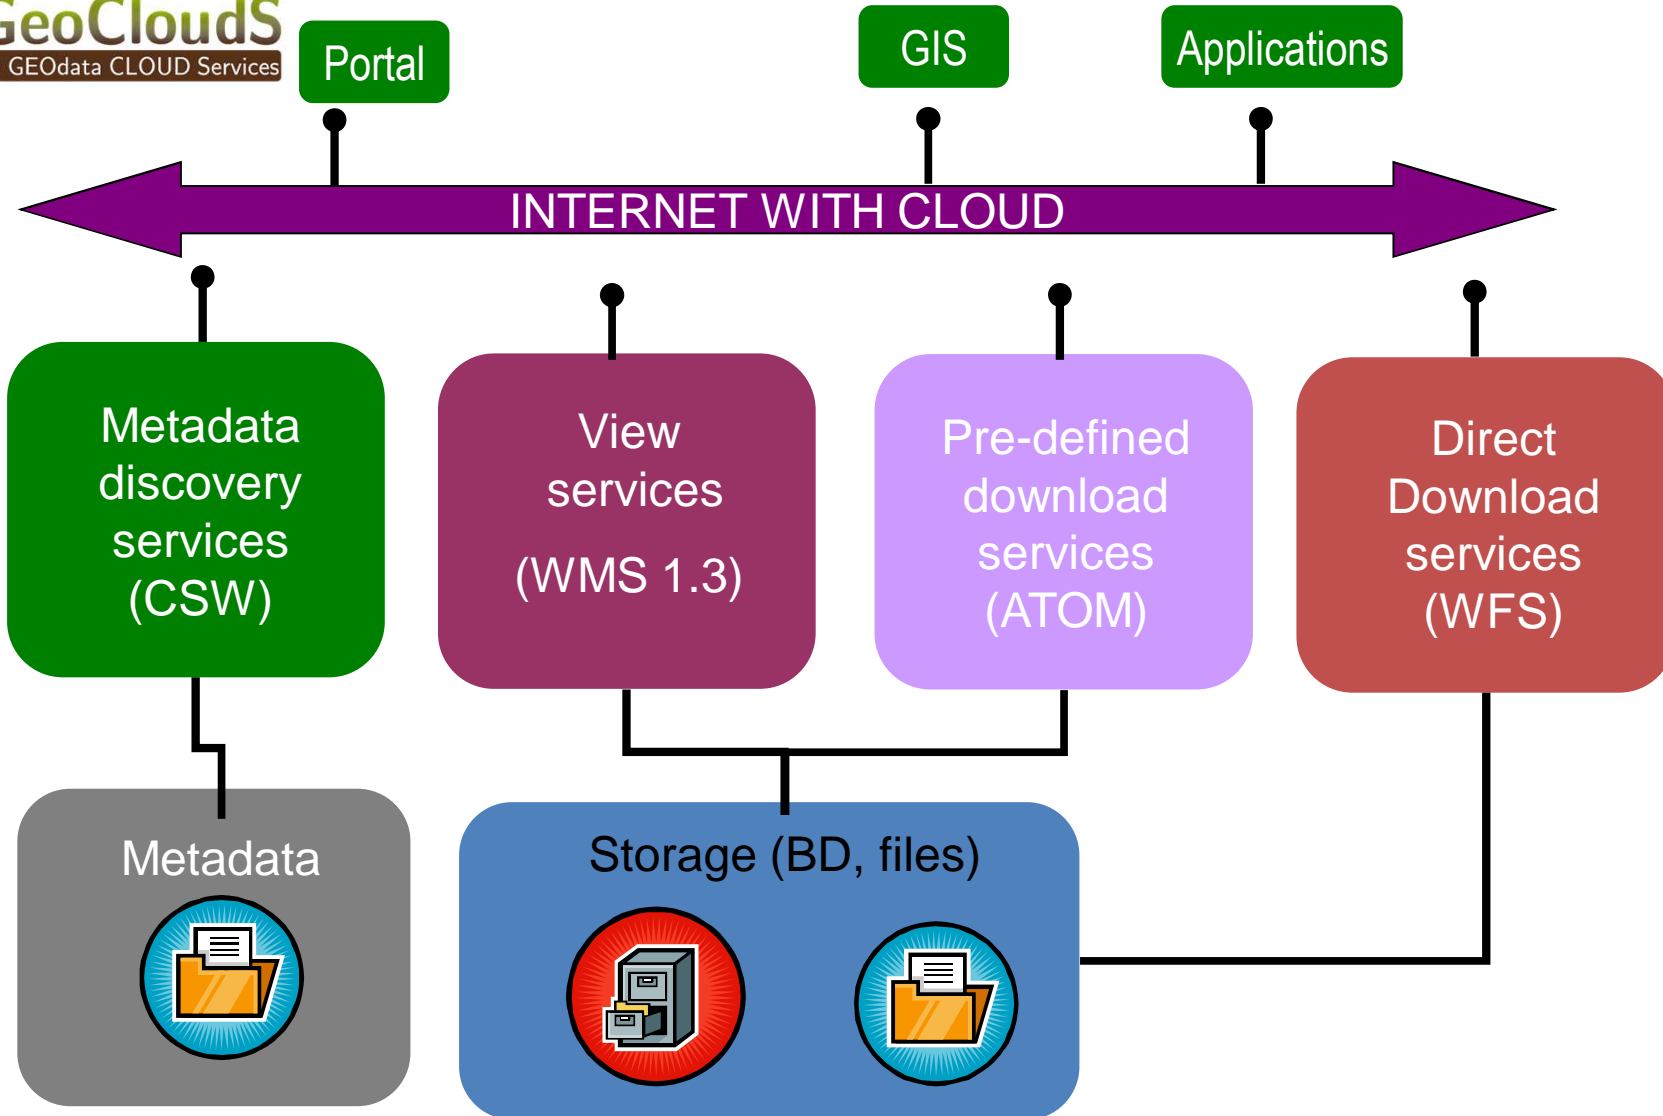 GeoCloudS
GEOdata CLOUD Services
Portal
GIS
Applications
INTERNET WITH CLOUD
Metadata
discovery
services
(CSW)
View
services
(WMS 1.3)
Pre-defined
download
services
(ATOM)
Direct
Download
services
(WFS)
Metadata
Storage (BD, files)